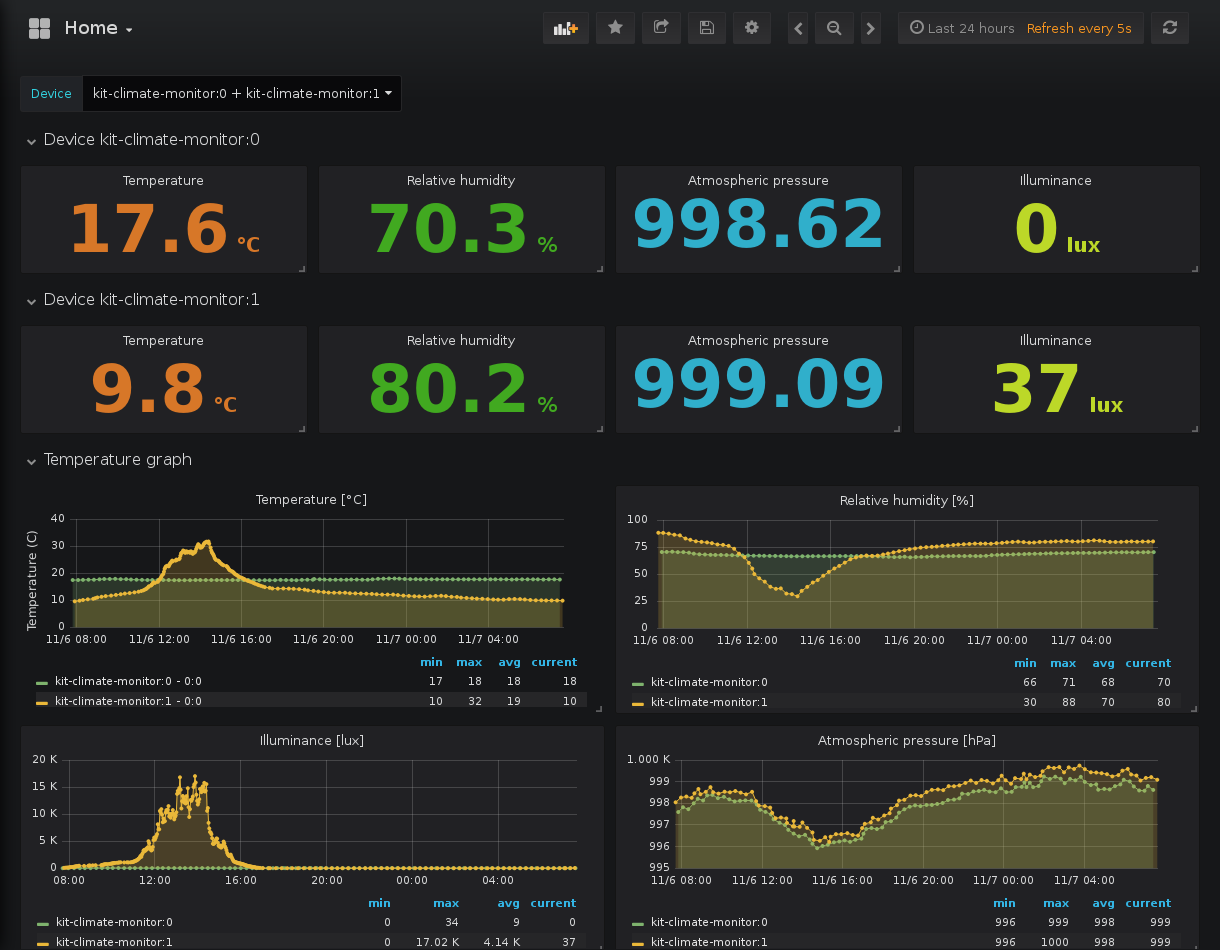 Home
Last 24 hours Refresh every 5s
Device kit-climate-monitor:0 + kit-climate-monitor:1
Device kit-climate-monitor:0
Temperature Relative humidity Atmospheric pressure Illuminance
17.6 °C 70.3 % 998.62 0 lux
Device kit-climate-monitor:1
Temperature Relative humidity Atmospheric pressure Illuminance
9.8 °C 80.2 % 999.09 37 lux
Temperature graph
Temperature [°C]
Temperature (C)
40
30
20
10
0
11/6 08:00 11/6 12:00 11/6 16:00 11/6 20:00 11/7 00:00 11/7 04:00
min max avg current
kit-climate-monitor:0 - 0:0 17 18 18 18
kit-climate-monitor:1 - 0:0 10 32 19 10
Relative humidity [%]
100
75
50
25
0
11/6 08:00 11/6 12:00 11/6 16:00 11/6 20:00 11/7 00:00 11/7 04:00
min max avg current
kit-climate-monitor:0 66 71 68 70
kit-climate-monitor:1 30 88 70 80
Illuminance [lux]
20 K
15 K
10 K
5 K
0
08:00 12:00 16:00 20:00 00:00 04:00
min max avg current
kit-climate-monitor:0 0 34 9 0
kit-climate-monitor:1 0 17.02 K 4.14 K 37
Atmospheric pressure [hPa]
1.000 K
999
998
997
996
995
11/6 08:00 11/6 12:00 11/6 16:00 11/6 20:00 11/7 00:00 11/7 04:00
min max avg current
kit-climate-monitor:0 996 999 998 999
kit-climate-monitor:1 996 1000 998 999